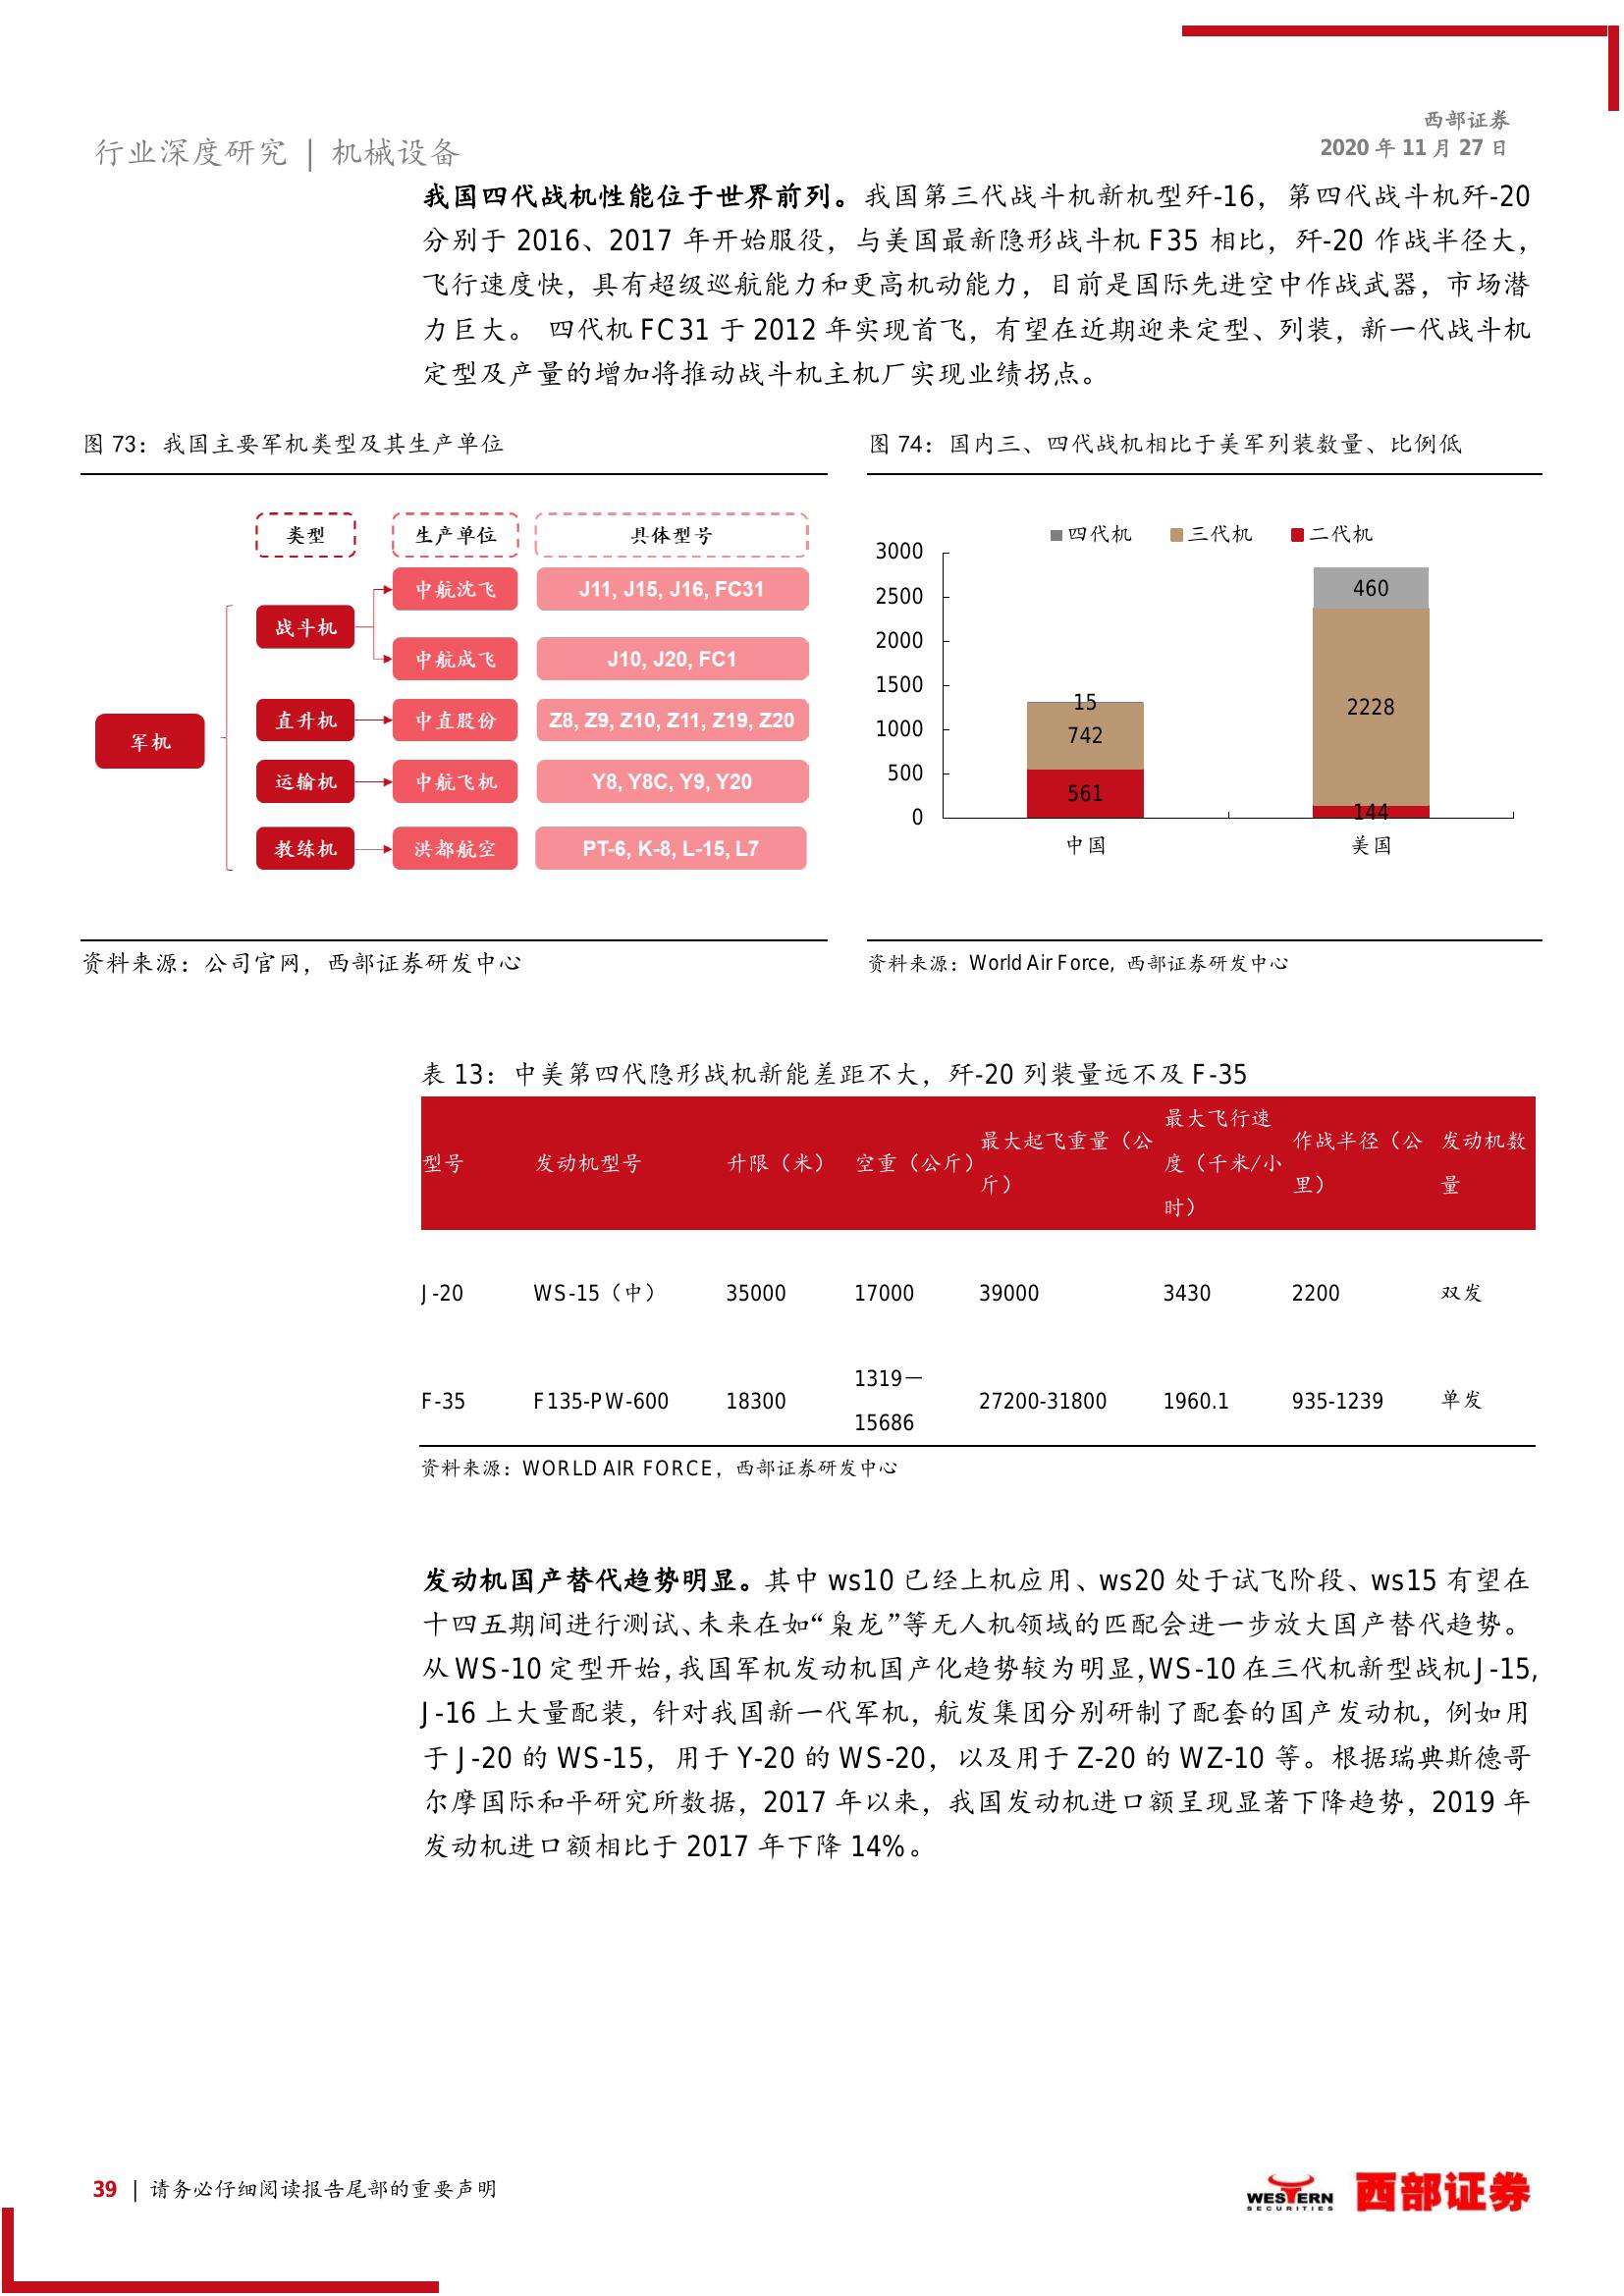 西部证券
2020 年 11 月 27 日
行业深度研究 | 机械设备
我国四代战机性能位于世界前列。我国第三代战斗机新机型歼-16，第四代战斗机歼-20
分别于 2016、2017 年开始服役，与美国最新隐形战斗机 F35 相比，歼-20 作战半径大，
飞行速度快，具有超级巡航能力和更高机动能力，目前是国际先进空中作战武器，市场潜
力巨大。 四代机 FC31 于 2012 年实现首飞，有望在近期迎来定型、列装，新一代战斗机
定型及产量的增加将推动战斗机主机厂实现业绩拐点。
图 73：我国主要军机类型及其生产单位
类型 生产单位 具体型号
中航沈飞 J11, J15, J16, FC31
战斗机
中航成飞 J10, J20, FC1
直升机 中直股份 Z8, Z9, Z10, Z11, Z19, Z20
军机
运输机 中航飞机 Y8, Y8C, Y9, Y20
教练机 洪都航空 PT-6, K-8, L-15, L7
资料来源：公司官网，西部证券研发中心
图 74：国内三、四代战机相比于美军列装数量、比例低
四代机 三代机 二代机
3000
2500
2000
1500
1000
500
0
15
742
561
460
2228
144
中国 美国
资料来源：World Air Force, 西部证券研发中心
表 13：中美第四代隐形战机新能差距不大，歼-20 列装量远不及 F-35
型号 发动机型号 升限（米） 空重（公斤） 最大起飞重量（公斤） 最大飞行速度（千米/小时） 作战半径（公里） 发动机数量
J-20 WS-15（中） 35000 17000 39000 3430 2200 双发
F-35 F135-PW-600 18300 1319－15686 27200-31800 1960.1 935-1239 单发
资料来源：WORLD AIR FORCE，西部证券研发中心
发动机国产替代趋势明显。其中 ws10 已经上机应用、ws20 处于试飞阶段、ws15 有望在
十四五期间进行测试、未来在如“枭龙”等无人机领域的匹配会进一步放大国产替代趋势。
从 WS-10 定型开始，我国军机发动机国产化趋势较为明显，WS-10 在三代机新型战机 J-15,
J-16 上大量配装，针对我国新一代军机，航发集团分别研制了配套的国产发动机，例如用
于 J-20 的 WS-15，用于 Y-20 的 WS-20，以及用于 Z-20 的 WZ-10 等。根据瑞典斯德哥
尔摩国际和平研究所数据，2017 年以来，我国发动机进口额呈现显著下降趋势，2019 年
发动机进口额相比于 2017 年下降 14%。
39 | 请务必仔细阅读报告尾部的重要声明
WESTERN
SECURITIES
西部证券